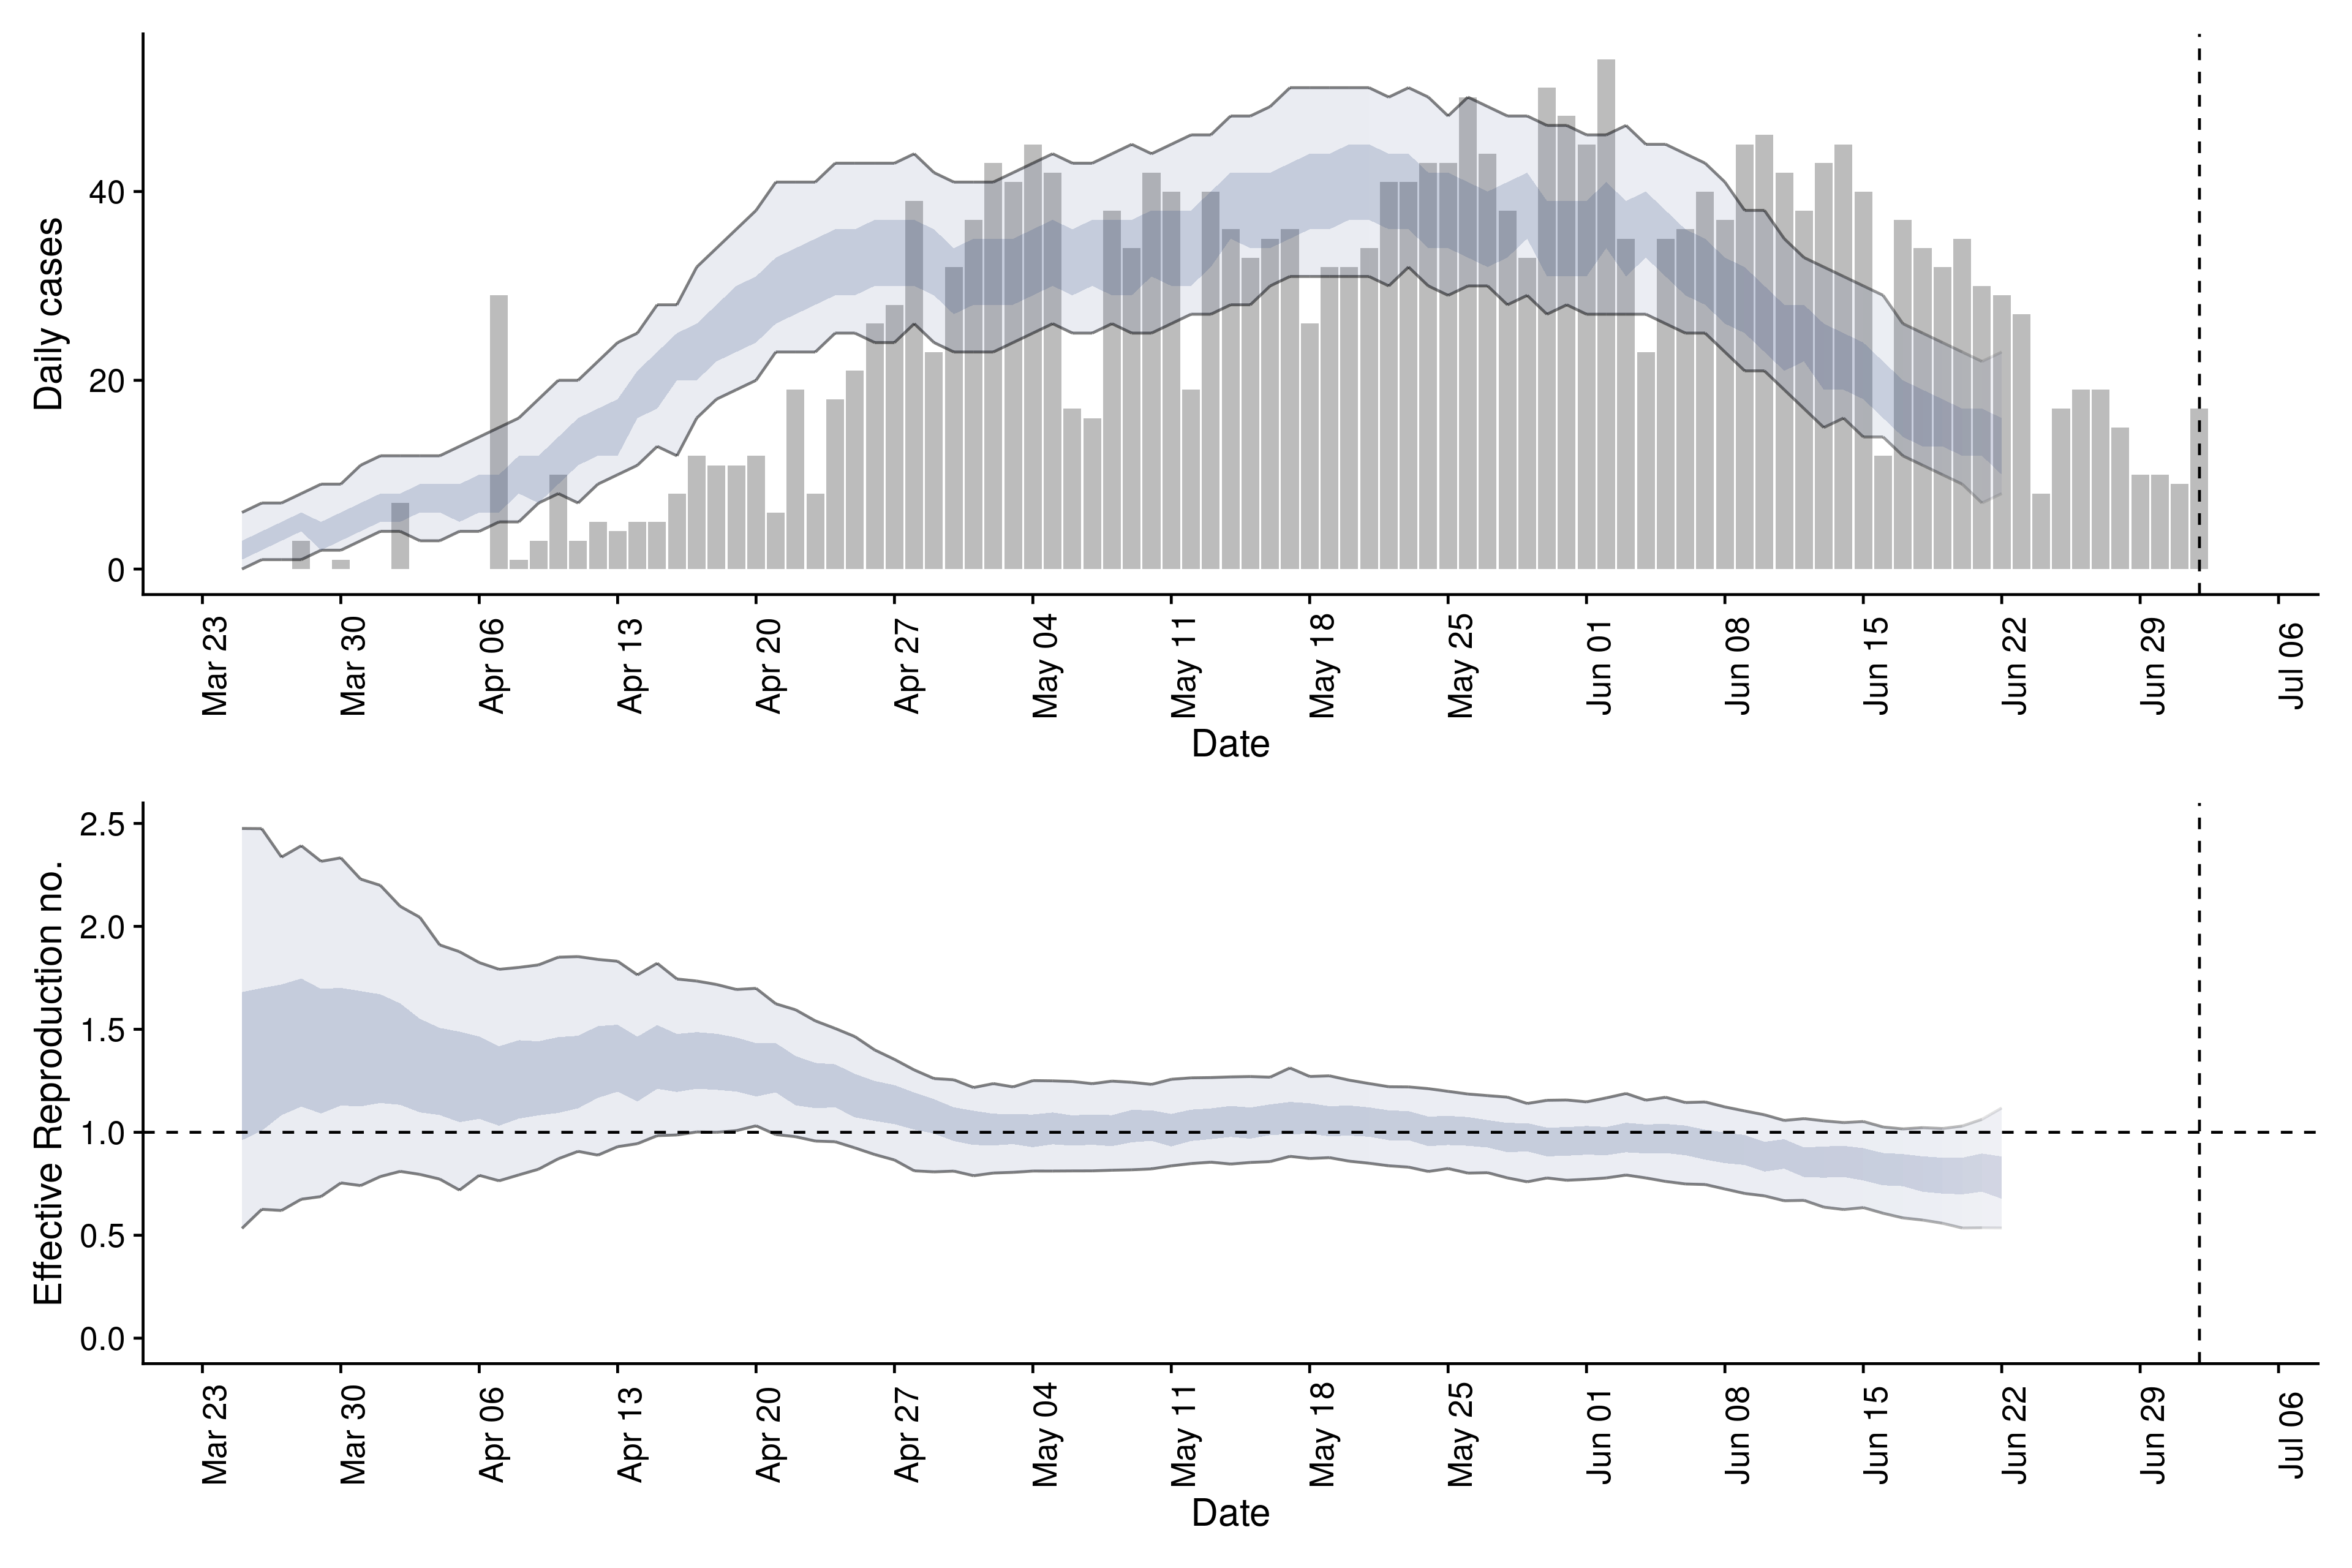 Daily cases
40
20
0
Mar 23
Mar 30
Apr 06
Apr 13
Apr 20
Apr 27
May 04
May 11
May 18
May 25
Jun 01
Jun 08
Jun 15
Jun 22
Jun 29
Jul 06
Date
Effective Reproduction no.
2.5
2.0
1.5
1.0
0.5
0.0
Mar 23
Mar 30
Apr 06
Apr 13
Apr 20
Apr 27
May 04
May 11
May 18
May 25
Jun 01
Jun 08
Jun 15
Jun 22
Jun 29
Jul 06
Date